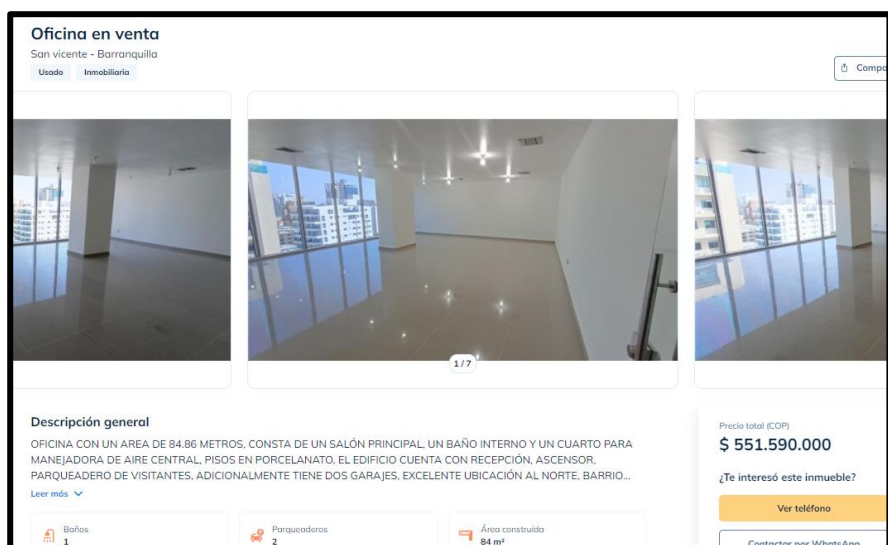 Oficina en venta
San vicente - Barranquilla
Usado Inmobiliaria
Compa
1 / 7
Descripción general
OFICINA CON UN AREA DE 84.86 METROS, CONSTA DE UN SALÓN PRINCIPAL, UN BAÑO INTERNO Y UN CUARTO PARA
MANEJADORA DE AIRE CENTRAL, PISOS EN PORCELANATO, EL EDIFICIO CUENTA CON RECEPCIÓN, ASCENSOR,
PARQUEADERO DE VISITANTES, ADICIONALMENTE TIENE DOS GARAJES, EXCELENTE UBICACIÓN AL NORTE, BARRIO...
Leer más
Baños
1
Parqueaderos
2
Área construida
84 m²
Precio total (COP)
$ 551.590.000
¿Te interesó este inmueble?
Ver teléfono
Contactar por WhatsApp